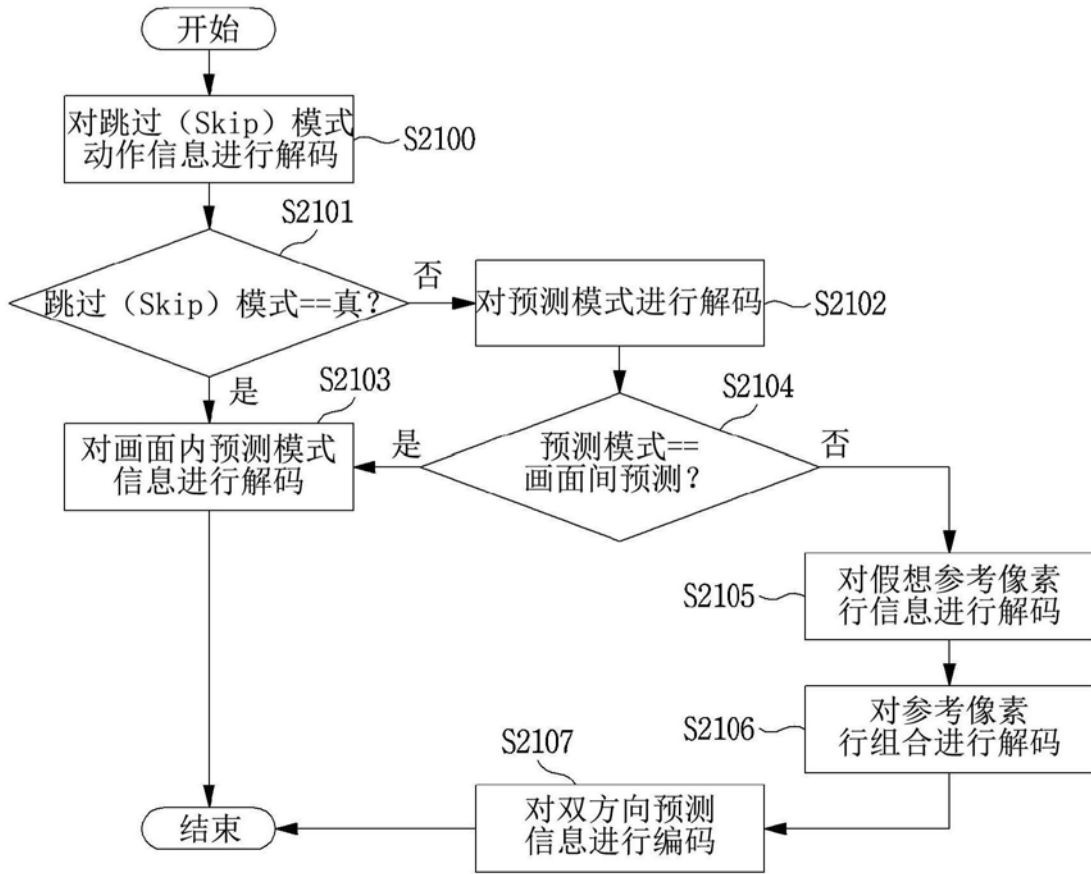 开始
对跳过（Skip）模式
动作信息进行解码
S2100
S2101
跳过（Skip）模式==真?
否
对预测模式进行解码
S2102
是
S2103
对画面内预测模式
信息进行解码
S2104
是
预测模式==
画面间预测?
否
S2105
对假想参考像素
行信息进行解码
S2106
对参考像素
行组合进行解码
S2107
对双方向预测
信息进行编码
结束